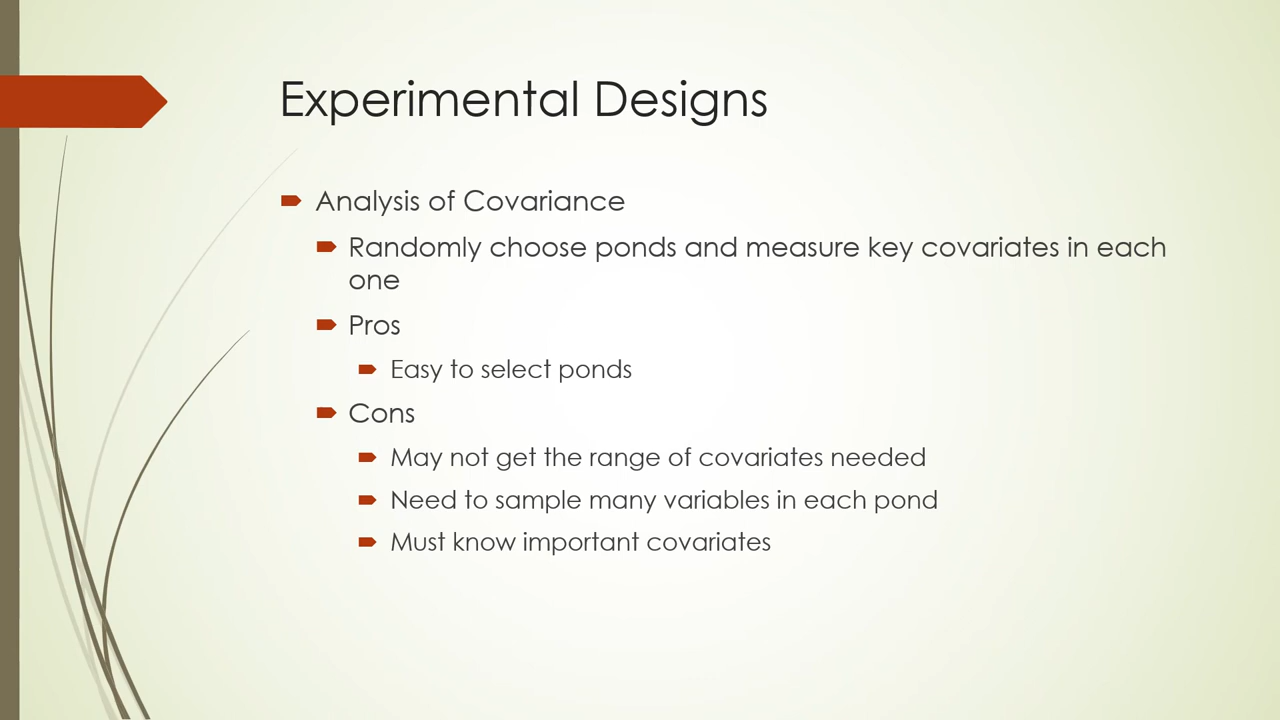 Experimental Designs
Analysis of Covariance
Randomly choose ponds and measure key covariates in each
one
Pros
Easy to select ponds
Cons
May not get the range of covariates needed
Need to sample many variables in each pond
Must know important covariates